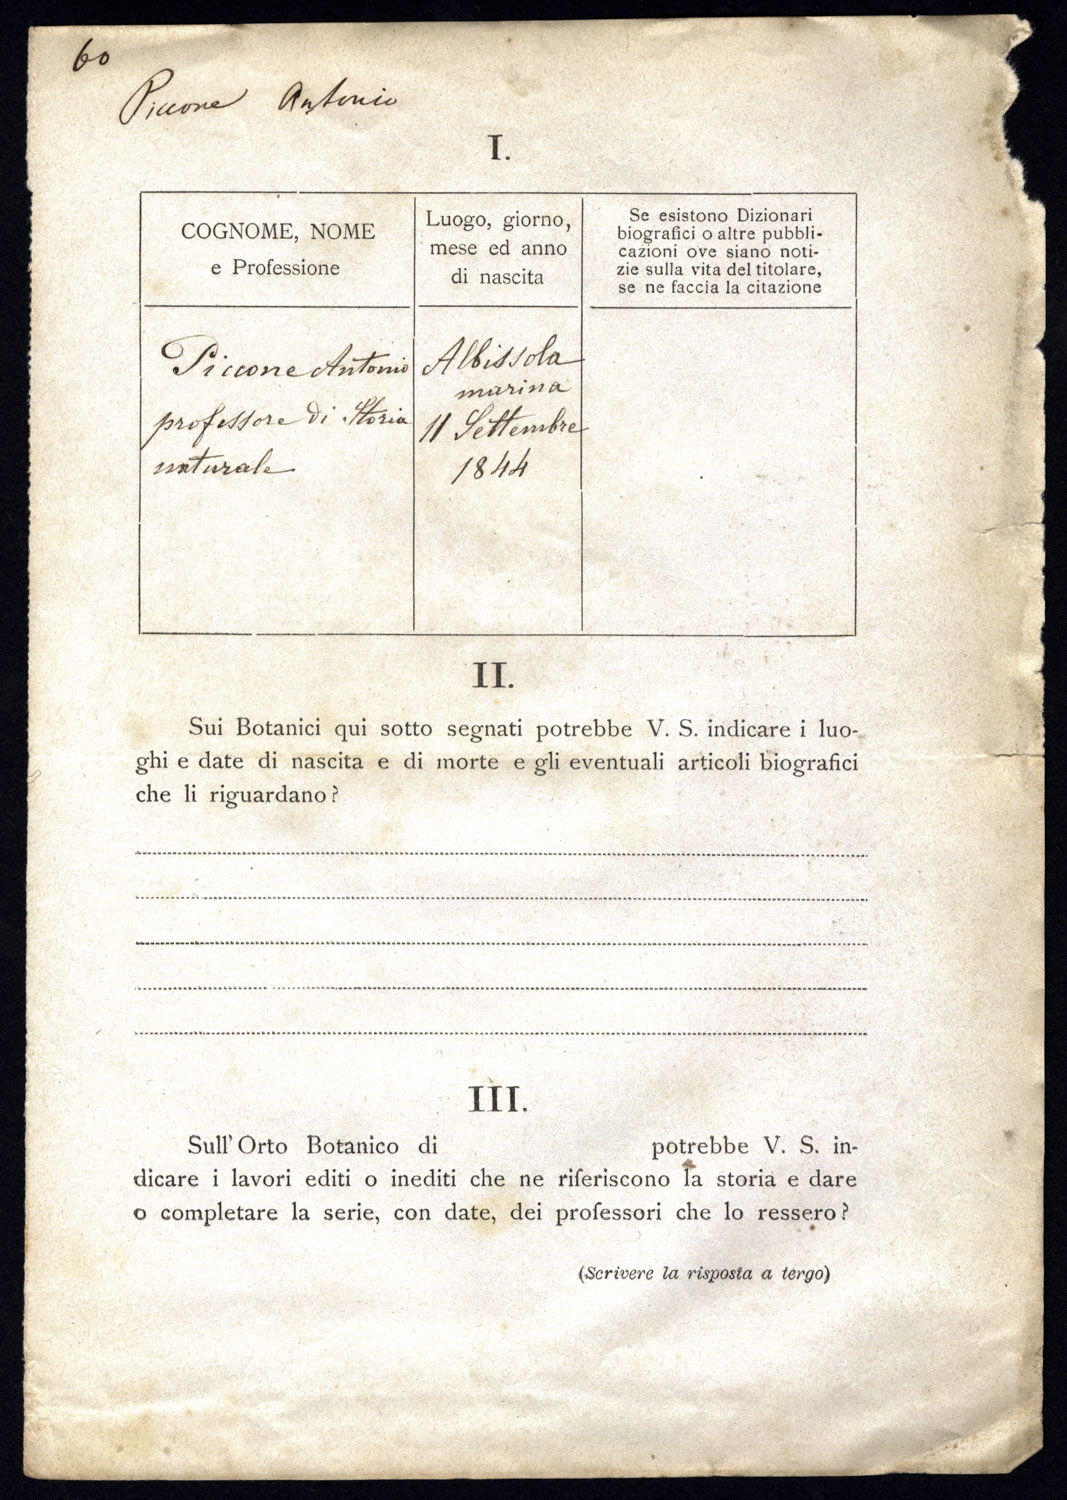 60
Piccone Antonio
I.
COGNOME, NOME
e Professione
Luogo, giorno,
mese ed anno
di nascita
Se esistono Dizionari
biografici o altre pubbli-
cazioni ove siano noti-
zie sulla vita del titolare,
se ne faccia la citazione
Piccone Antonio
professore di Storia
naturale
Albissola
marina
11 Settembre
1844
II.
Sui Botanici qui sotto segnati potrebbe V. S. indicare i luo-
ghi e date di nascita e di morte e gli eventuali articoli biografici
che li riguardano?
III.
Sull' Orto Botanico di potrebbe V. S. in-
dicare i lavori editi o inediti che ne riferiscono la storia e dare
o completare la serie, con date, dei professori che lo ressero?
(Scrivere la risposta a tergo)